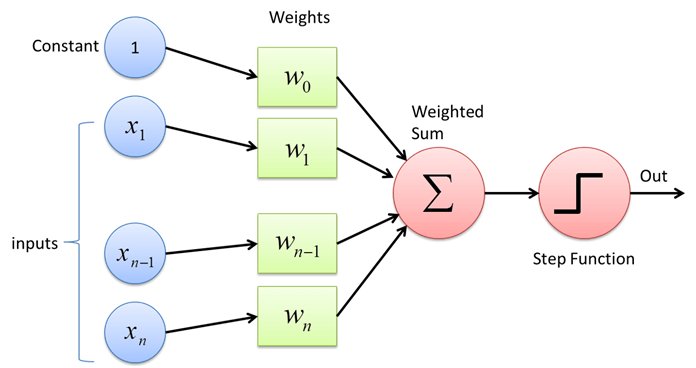 Weights
Constant
1
w₀
x₁
w₁
Weighted
Sum
Σ
Out
inputs
xₙ₋₁
wₙ₋₁
Step Function
xₙ
wₙ